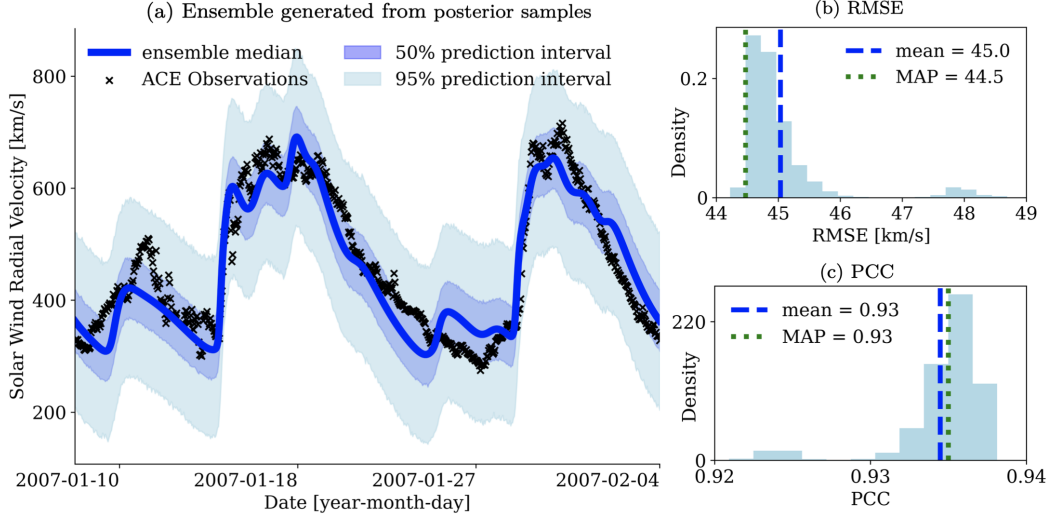 (a) Ensemble generated from posterior samples
ensemble median
ACE Observations
50% prediction interval
95% prediction interval
Solar Wind Radial Velocity [km/s]
800
600
400
200
2007-01-10
2007-01-18
2007-01-27
2007-02-04
Date [year-month-day]
(b) RMSE
mean = 45.0
MAP = 44.5
Density
0.2
0
44
45
46
47
48
49
RMSE [km/s]
(c) PCC
mean = 0.93
MAP = 0.93
Density
220
0
0.92
0.93
0.94
PCC